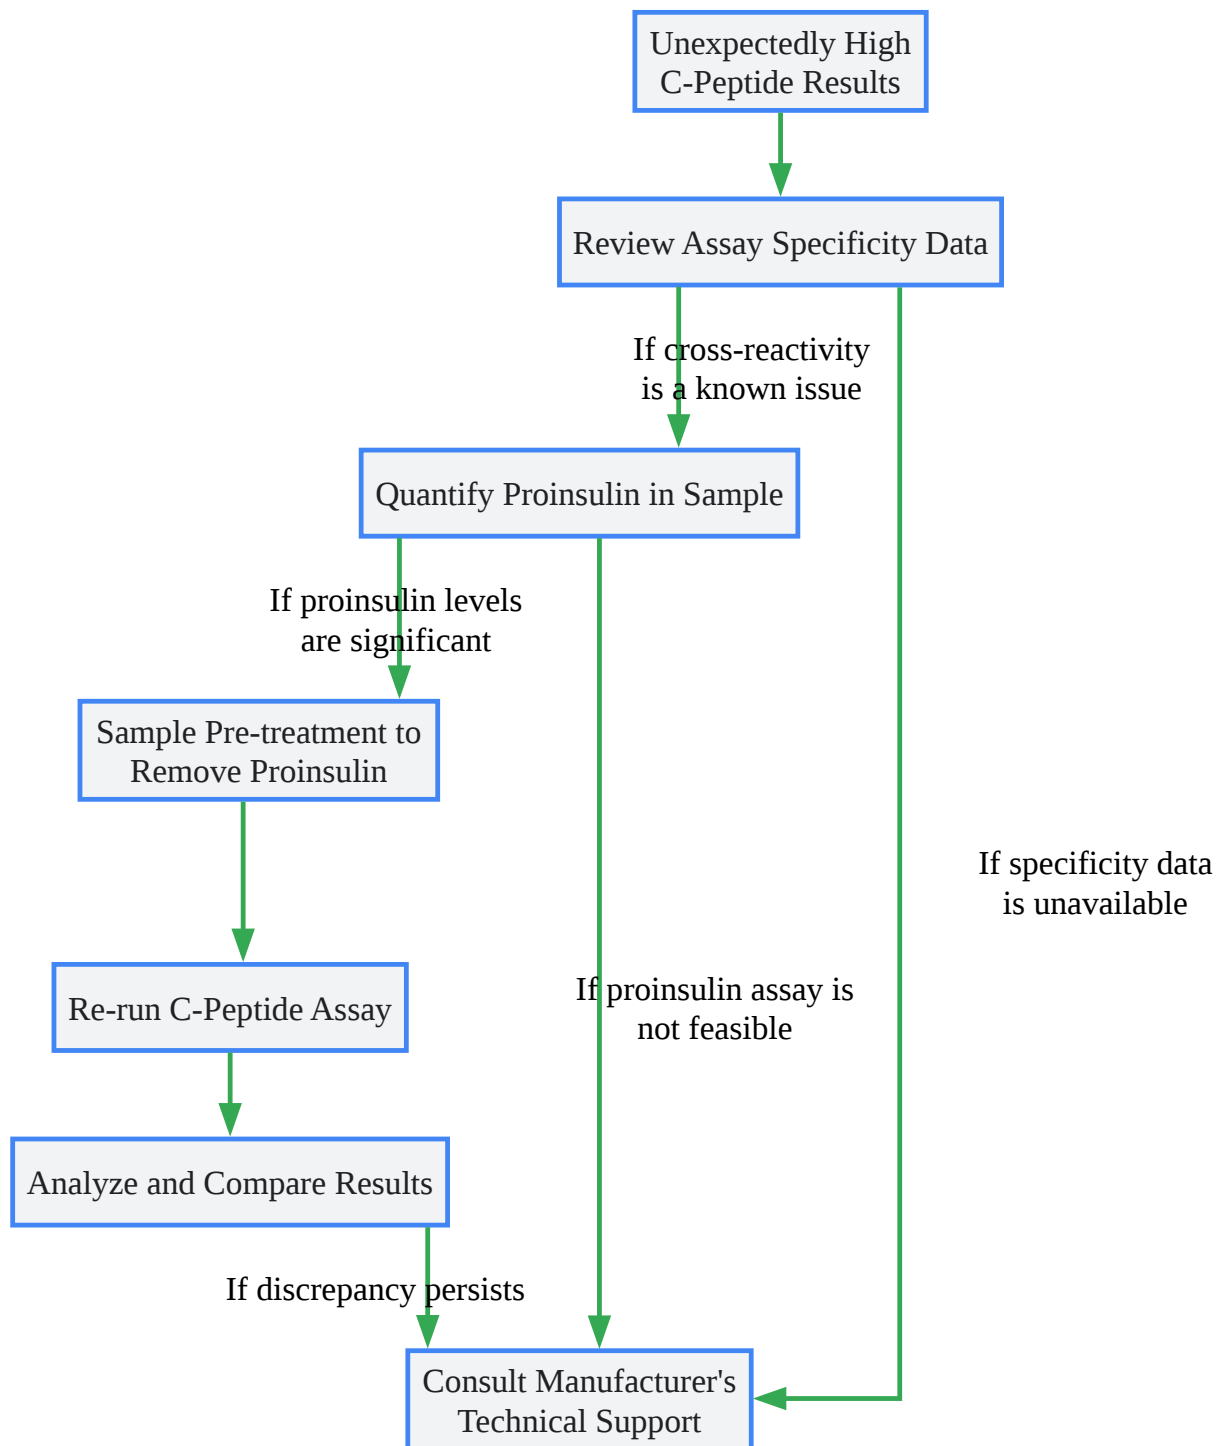 Unexpectedly High
C-Peptide Results
Review Assay Specificity Data
If cross-reactivity
is a known issue
Quantify Proinsulin in Sample
If proinsulin levels
are significant
Sample Pre-treatment to
Remove Proinsulin
If specificity data
is unavailable
Re-run C-Peptide Assay
If proinsulin assay is
not feasible
Analyze and Compare Results
If discrepancy persists
Consult Manufacturer's
Technical Support